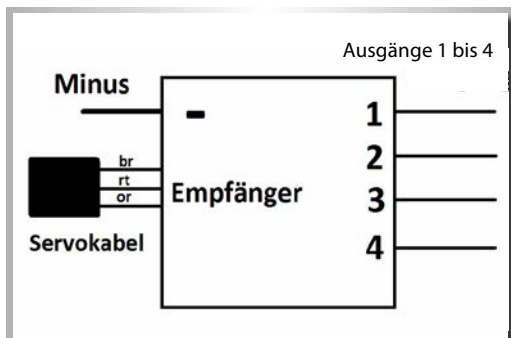 Ausgänge 1 bis 4
Minus
-
1
br
2
rt
Empfänger
3
or
Servokabel
4